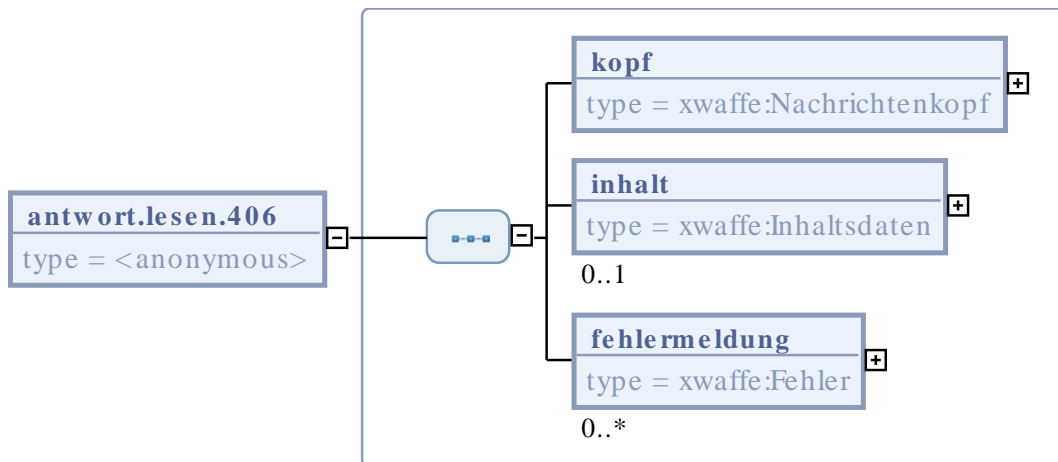 kopf
type = xwaffe:Nachrichtenkopf
inhalt
type = xwaffe:Inhaltsdaten
0..1
antwort.lesen.406
type = <anonymous>
fehlermeldung
type = xwaffe:Fehler
0..*